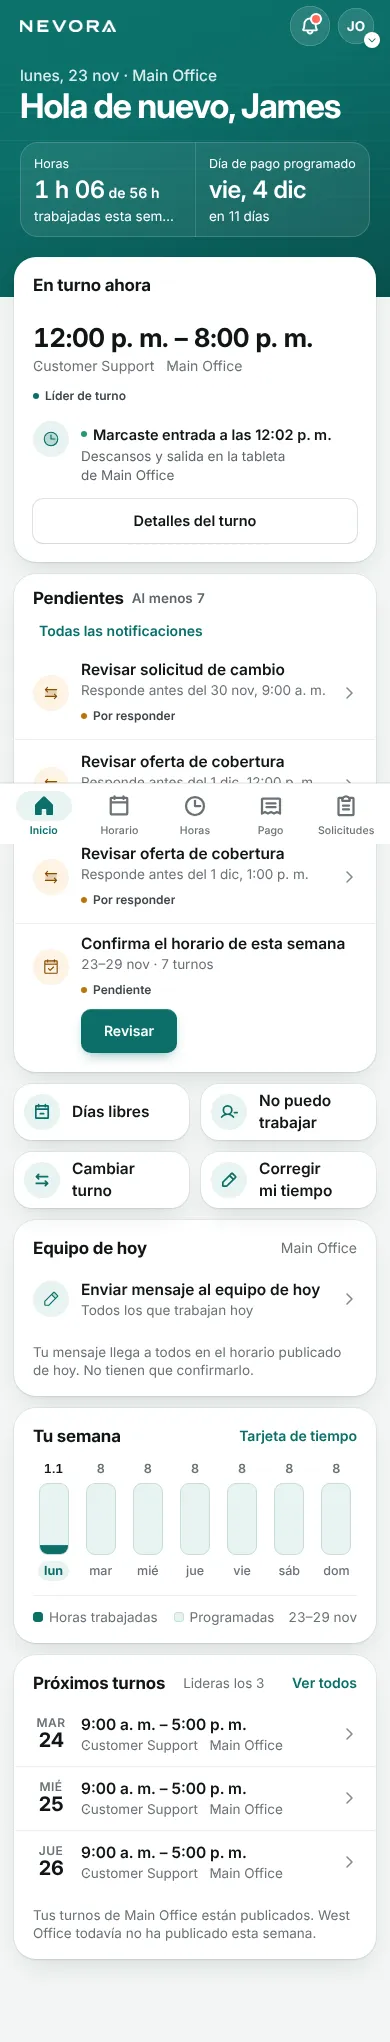 NEVORA
JO
lunes, 23 nov · Main Office
Hola de nuevo, James
Horas
1 h 06 de 56 h
trabajadas esta sem...
Día de pago programado
vie, 4 dic
en 11 días
En turno ahora
12:00 p. m. – 8:00 p. m.
Customer Support Main Office
Líder de turno
Marcaste entrada a las 12:02 p. m.
Descansos y salida en la tableta
de Main Office
Detalles del turno
Pendientes Al menos 7
Todas las notificaciones
Revisar solicitud de cambio
Responde antes del 30 nov, 9:00 a. m.
Por responder
Revisar oferta de cobertura
Responde antes del 1 dic, 12:00 p. m.
Inicio Horario Horas Pago Solicitudes
Revisar oferta de cobertura
Responde antes del 1 dic, 1:00 p. m.
Por responder
Confirma el horario de esta semana
23–29 nov · 7 turnos
Pendiente
Revisar
Días libres
No puedo
trabajar
Cambiar
turno
Corregir
mi tiempo
Equipo de hoy Main Office
Enviar mensaje al equipo de hoy
Todos los que trabajan hoy
Tu mensaje llega a todos en el horario publicado
de hoy. No tienen que confirmarlo.
Tu semana Tarjeta de tiempo
1.1 8 8 8 8 8 8
lun mar mié jue vie sáb dom
Horas trabajadas Programadas 23–29 nov
Próximos turnos Lideras los 3 Ver todos
MAR
24
9:00 a. m. – 5:00 p. m.
Customer Support Main Office
MIÉ
25
9:00 a. m. – 5:00 p. m.
Customer Support Main Office
JUE
26
9:00 a. m. – 5:00 p. m.
Customer Support Main Office
Tus turnos de Main Office están publicados. West
Office todavía no ha publicado esta semana.